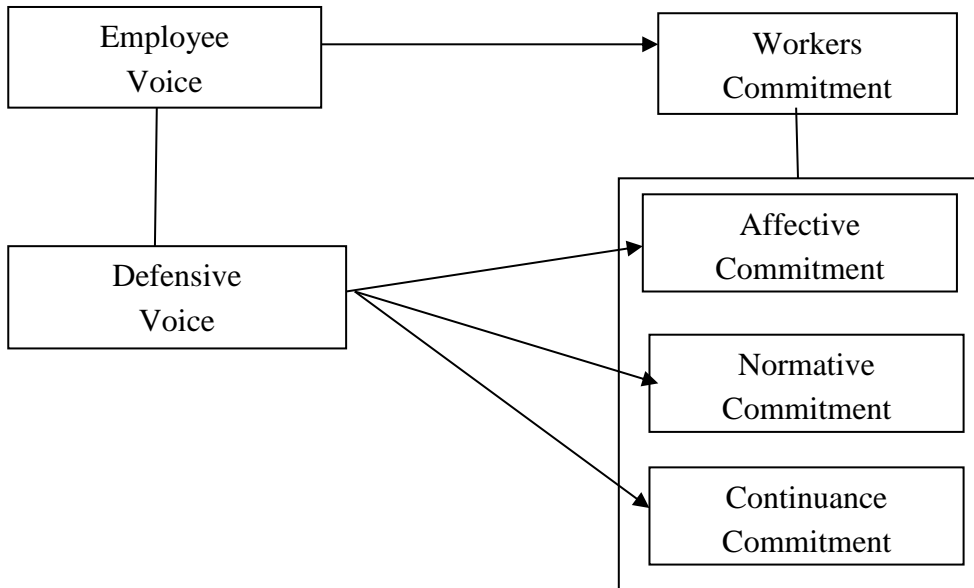 Employee
Voice
Workers
Commitment
Defensive
Voice
Affective
Commitment
Normative
Commitment
Continuance
Commitment